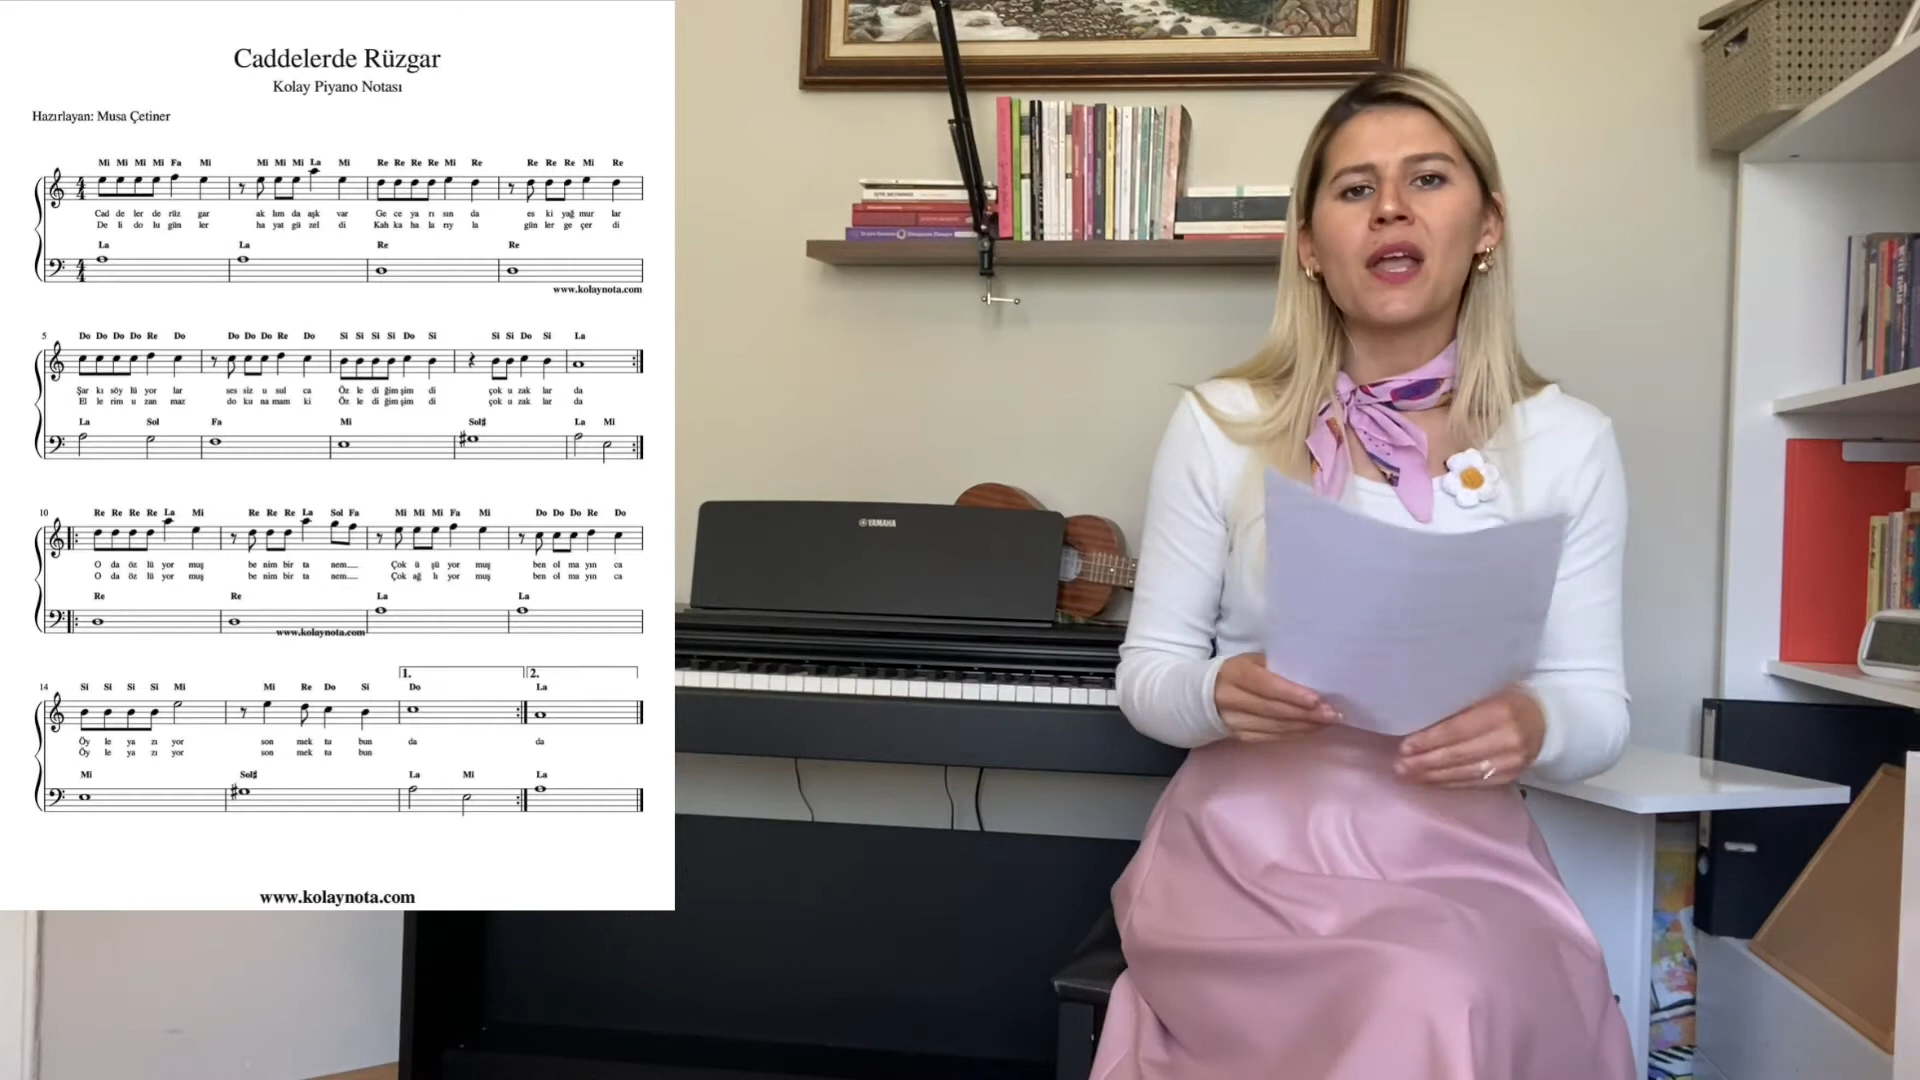 Caddelerde Rüzgar
Kolay Piyano Notası
Hazırlayan: Musa Çetiner
Mi Mi Mi Mi Fa Mi Mi Mi Mi La Mi Re Re Re Re Mi Re Re Re Re Mi Re
4 4
Cad de ler de rüz gar ak lım da aşk var Ge ce ya rı sın da es ki yağ mur lar
De li do lu gün ler ha yat gü zel di Kah ka ha la rıy la gün ler ge çer di
La La Re Re
4 4
www.kolaynota.com
5 Do Do Do Do Re Do Do Do Do Re Do Si Si Si Si Do Si Si Si Do Si La
Şar kı söy lü yor lar ses siz u sul ca Öz le di ğim şim di çok u zak lar da
El le rim u zan maz do ku na mam ki Öz le di ğim şim di çok u zak lar da
La Sol Fa Mi Sol♯ La Mi
10 Re Re Re Re La Mi Re Re Re La Sol Fa Mi Mi Mi Fa Mi Do Do Do Re Do
O da öz lü yor muş be nim bir ta nem Çok ü şü yor muş ben ol ma yın ca
O da öz lü yor muş be nim bir ta nem Çok ağ lı yor muş ben ol ma yın ca
Re Re La La
www.kolaynota.com
1. 2.
14 Si Si Si Si Mi Mi Re Do Si Do La
Öy le ya zı yor son mek tu bun da da
Öy le ya zı yor son mek tu bun
Mi Sol♯ La Mi La
www.kolaynota.com
YAMAHA